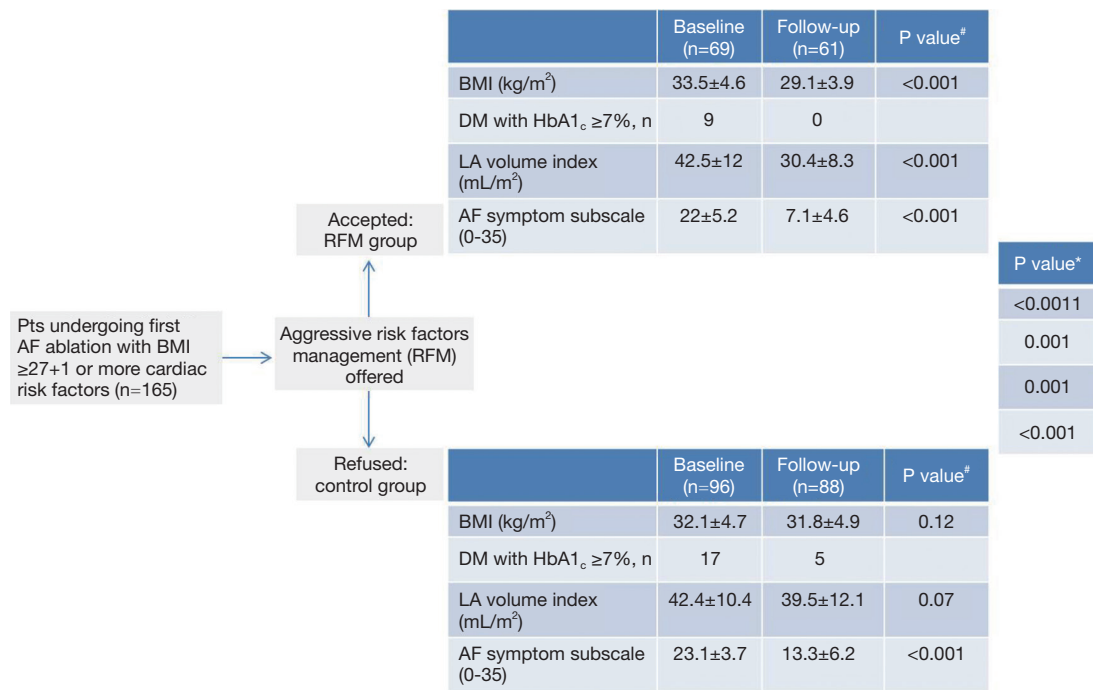 Baseline (n=69) Follow-up (n=61) P value#
BMI (kg/m²) 33.5±4.6 29.1±3.9 <0.001
DM with HbA1c ≥7%, n 9 0
LA volume index (mL/m²) 42.5±12 30.4±8.3 <0.001
AF symptom subscale (0-35) 22±5.2 7.1±4.6 <0.001
Accepted:
RFM group
Pts undergoing first
AF ablation with BMI
≥27+1 or more cardiac
risk factors (n=165)
Aggressive risk factors
management (RFM)
offered
P value*
<0.0011
0.001
0.001
<0.001
Refused:
control group
Baseline (n=96) Follow-up (n=88) P value#
BMI (kg/m²) 32.1±4.7 31.8±4.9 0.12
DM with HbA1c ≥7%, n 17 5
LA volume index (mL/m²) 42.4±10.4 39.5±12.1 0.07
AF symptom subscale (0-35) 23.1±3.7 13.3±6.2 <0.001